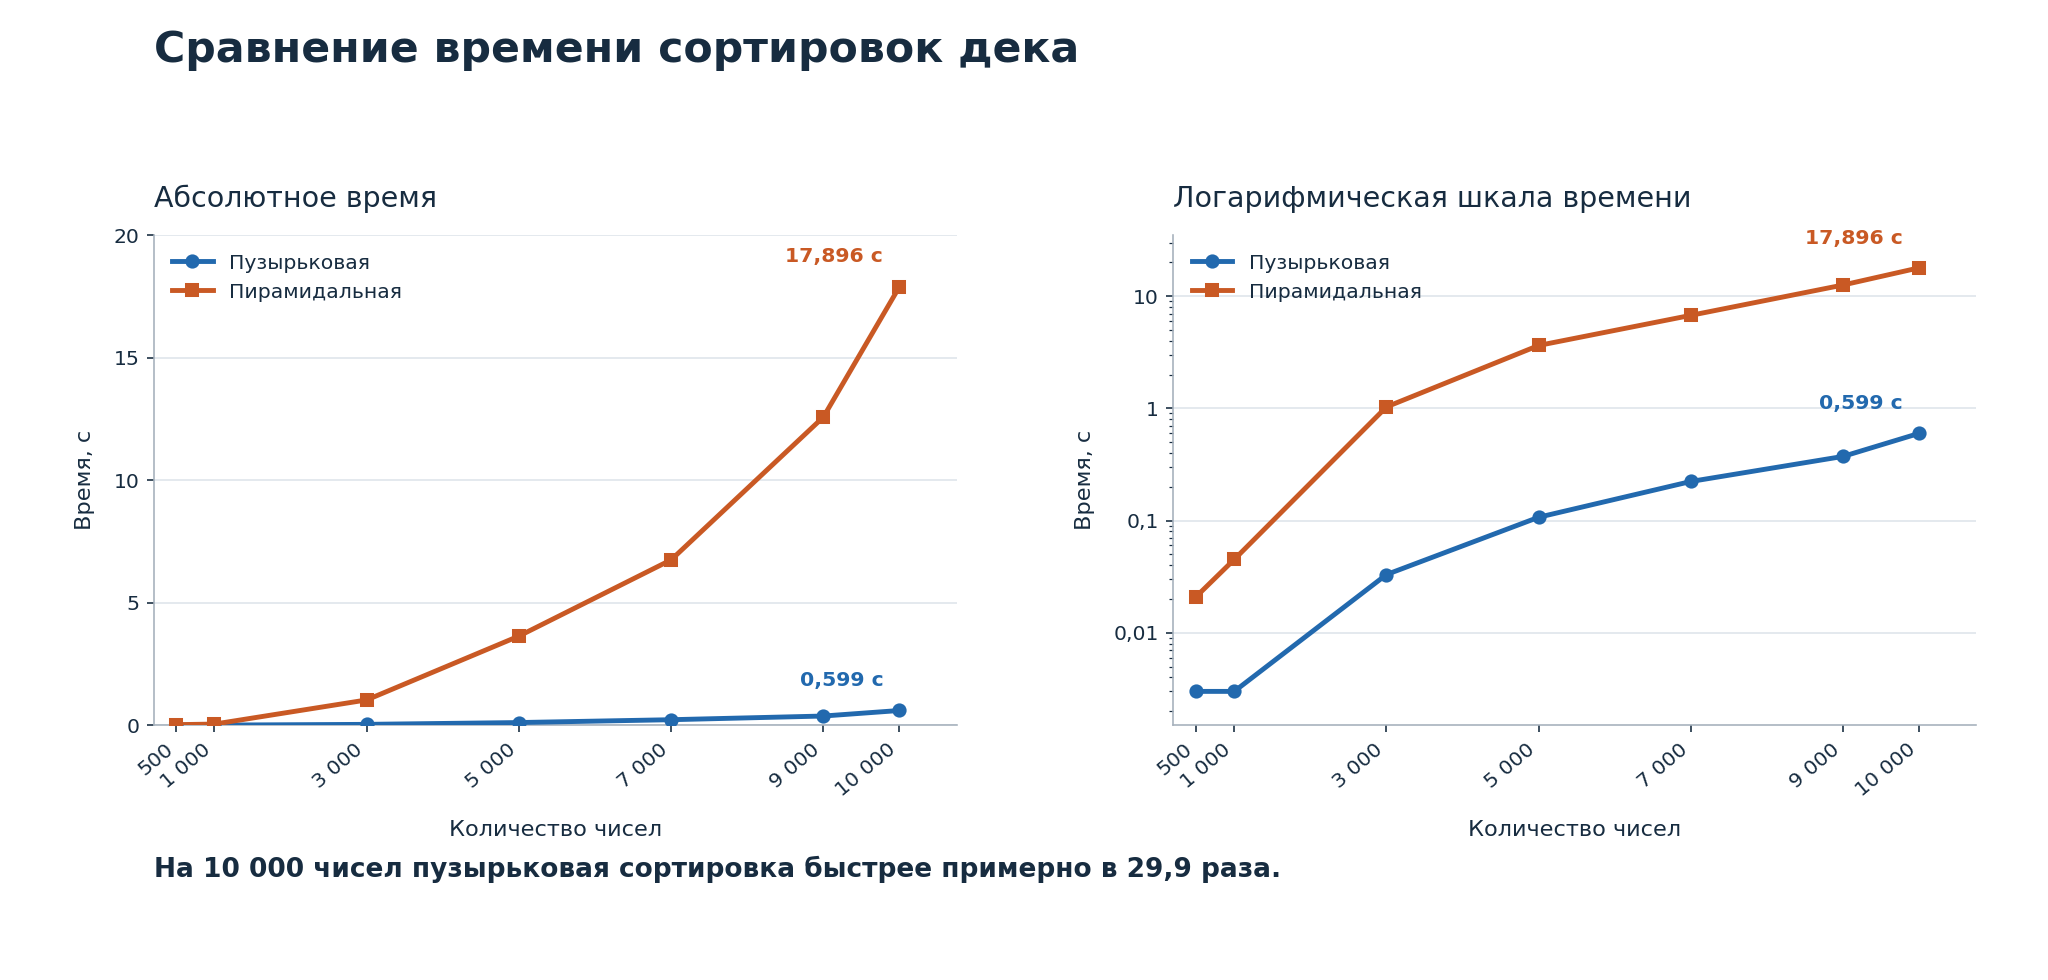 Сравнение времени сортировок дека
Абсолютное время
20
15
10
5
0
Время, с
Пузырьковая
Пирамидальная
17,896 с
0,599 с
500
1 000
3 000
5 000
7 000
9 000
10 000
Количество чисел
Логарифмическая шкала времени
10
1
0,1
0,01
Время, с
Пузырьковая
Пирамидальная
17,896 с
0,599 с
500
1 000
3 000
5 000
7 000
9 000
10 000
Количество чисел
На 10 000 чисел пузырьковая сортировка быстрее примерно в 29,9 раза.